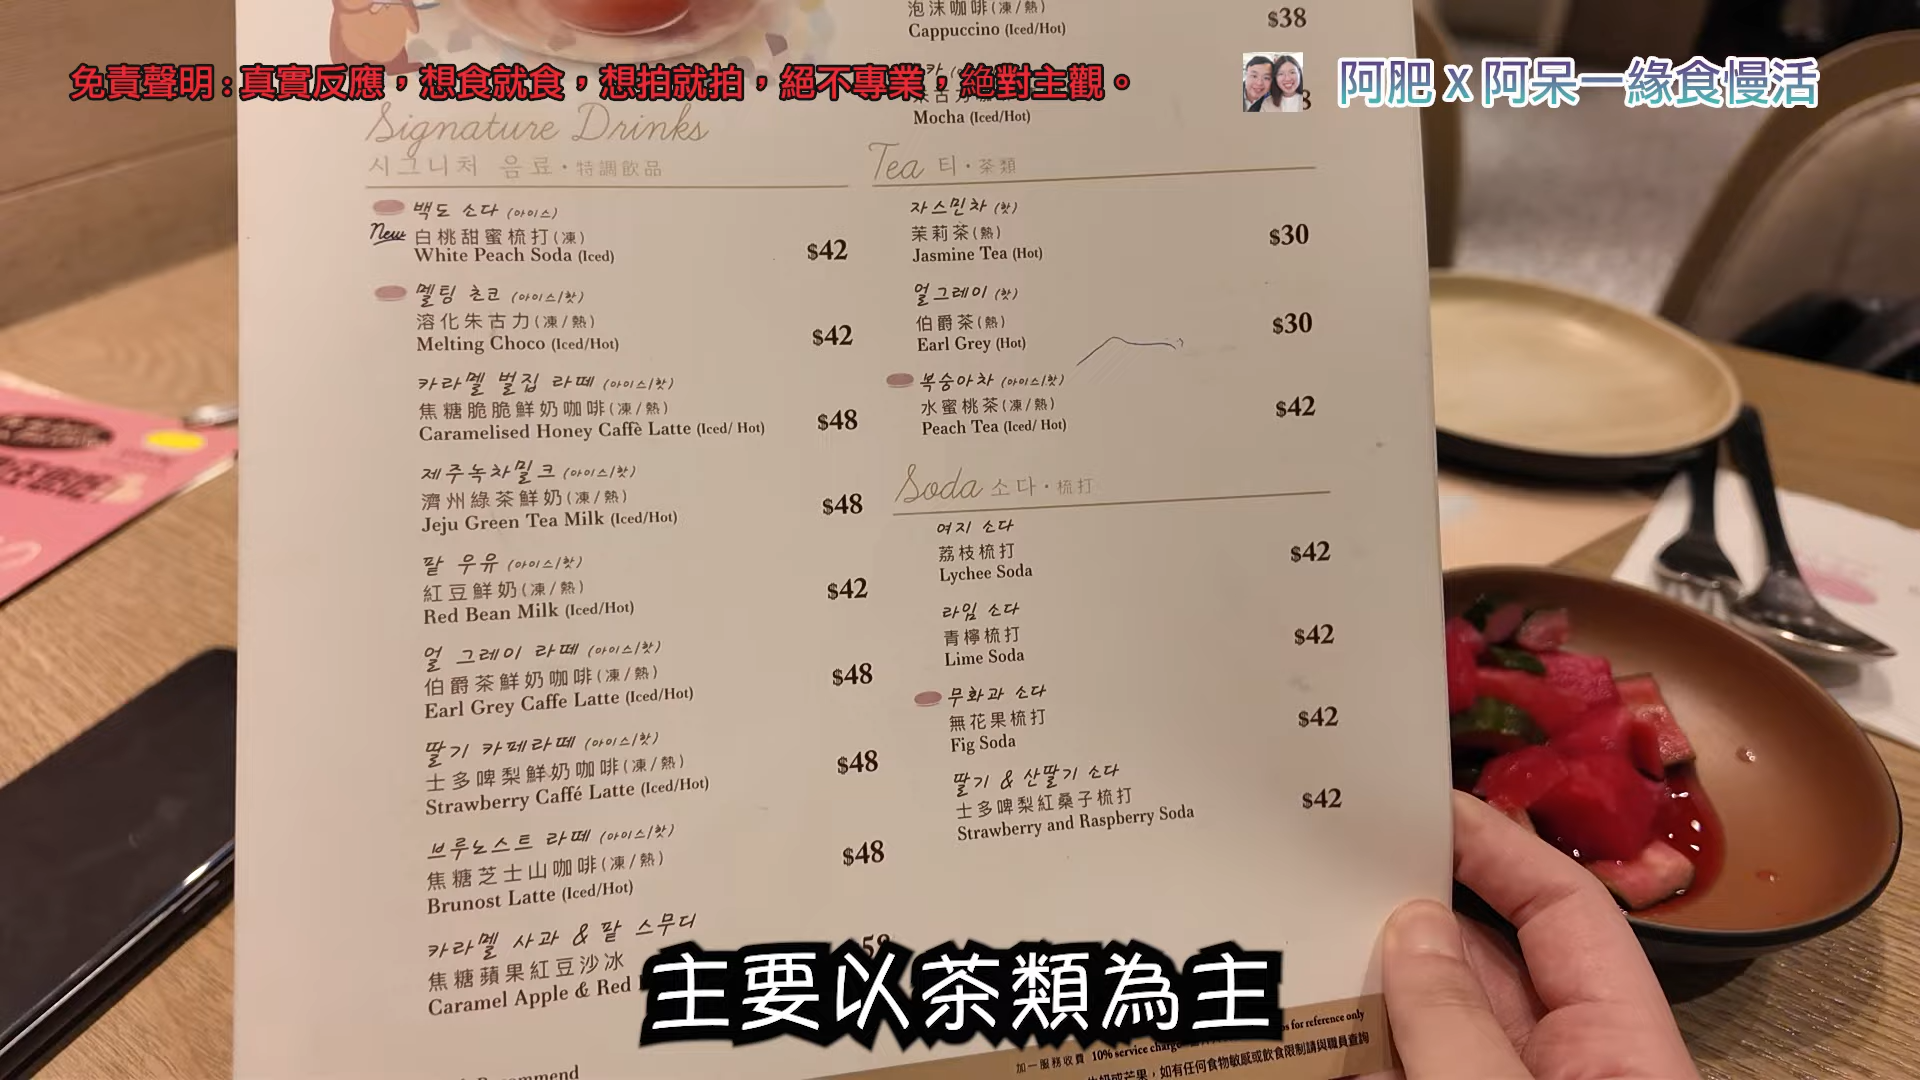 泡沫咖啡(凍/熱)
Cappuccino (Iced/Hot)
$38
免責聲明：真實反應，想食就食，想拍就拍，絕不專業，絶對主觀。
阿肥 x 阿呆一緣食慢活
Mocha (Iced/Hot)
Signature Drinks
시그니처 음료·特調飲品
백도 소다 (아이스)
New 白桃甜蜜梳打(凍)
White Peach Soda (Iced)
$42
멜팅 초코 (아이스/핫)
溶化朱古力(凍/熱)
Melting Choco (Iced/Hot)
$42
카라멜 벌집 라떼 (아이스/핫)
焦糖脆脆鮮奶咖啡(凍/熱)
Caramelised Honey Caffè Latte (Iced/ Hot)
$48
제주녹차밀크 (아이스/핫)
濟州綠茶鮮奶(凍/熱)
Jeju Green Tea Milk (Iced/Hot)
$48
팥 우유 (아이스/핫)
紅豆鮮奶(凍/熱)
Red Bean Milk (Iced/Hot)
$42
얼 그레이 라떼 (아이스/핫)
伯爵茶鮮奶咖啡(凍/熱)
Earl Grey Caffe Latte (Iced/Hot)
$48
딸기 카페라떼 (아이스/핫)
士多啤梨鮮奶咖啡(凍/熱)
Strawberry Caffé Latte (Iced/Hot)
$48
브루노스트 라떼 (아이스/핫)
焦糖芝士山咖啡(凍/熱)
Brunost Latte (Iced/Hot)
$48
카라멜 사과 & 팥 스무디
焦糖蘋果紅豆沙冰
Caramel Apple & Red
Tea 티·茶類
자스민차 (핫)
茉莉茶(熱)
Jasmine Tea (Hot)
$30
얼그레이 (핫)
伯爵茶(熱)
Earl Grey (Hot)
$30
복숭아차 (아이스/핫)
水蜜桃茶(凍/熱)
Peach Tea (Iced/ Hot)
$42
Soda 소다·梳打
여지 소다
荔枝梳打
Lychee Soda
$42
라임 소다
青檸梳打
Lime Soda
$42
무화과 소다
無花果梳打
Fig Soda
$42
딸기 & 산딸기 소다
士多啤梨紅桑子梳打
Strawberry and Raspberry Soda
$42
主要以茶類為主
for reference only
加一服務收費 10% service charge
如有任何食物敏感或飲食限制請與職員查詢